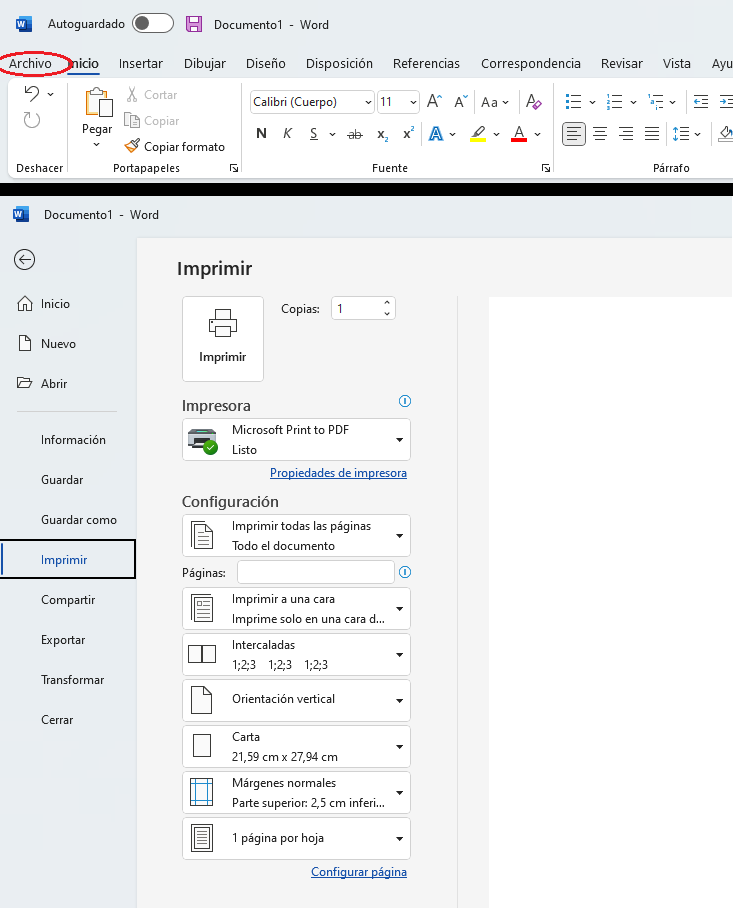 Autoguardado Documento1 - Word
Archivo Inicio Insertar Dibujar Diseño Disposición Referencias Correspondencia Revisar Vista Ayu
Cortar
Copiar
Copiar formato
Pegar
Calibri (Cuerpo) 11 A A Aa A
N K S ab x₂ x² A A
Deshacer Portapapeles Fuente Párrafo
Documento1 - Word
Inicio
Nuevo
Abrir
Información
Guardar
Guardar como
Imprimir
Compartir
Exportar
Transformar
Cerrar
Imprimir
Imprimir
Copias: 1
Impresora
Microsoft Print to PDF
Listo
Propiedades de impresora
Configuración
Imprimir todas las páginas
Todo el documento
Páginas:
Imprimir a una cara
Imprime solo en una cara d...
Intercaladas
1;2;3 1;2;3 1;2;3
Orientación vertical
Carta
21,59 cm x 27,94 cm
Márgenes normales
Parte superior: 2,5 cm inferi...
1 página por hoja
Configurar página